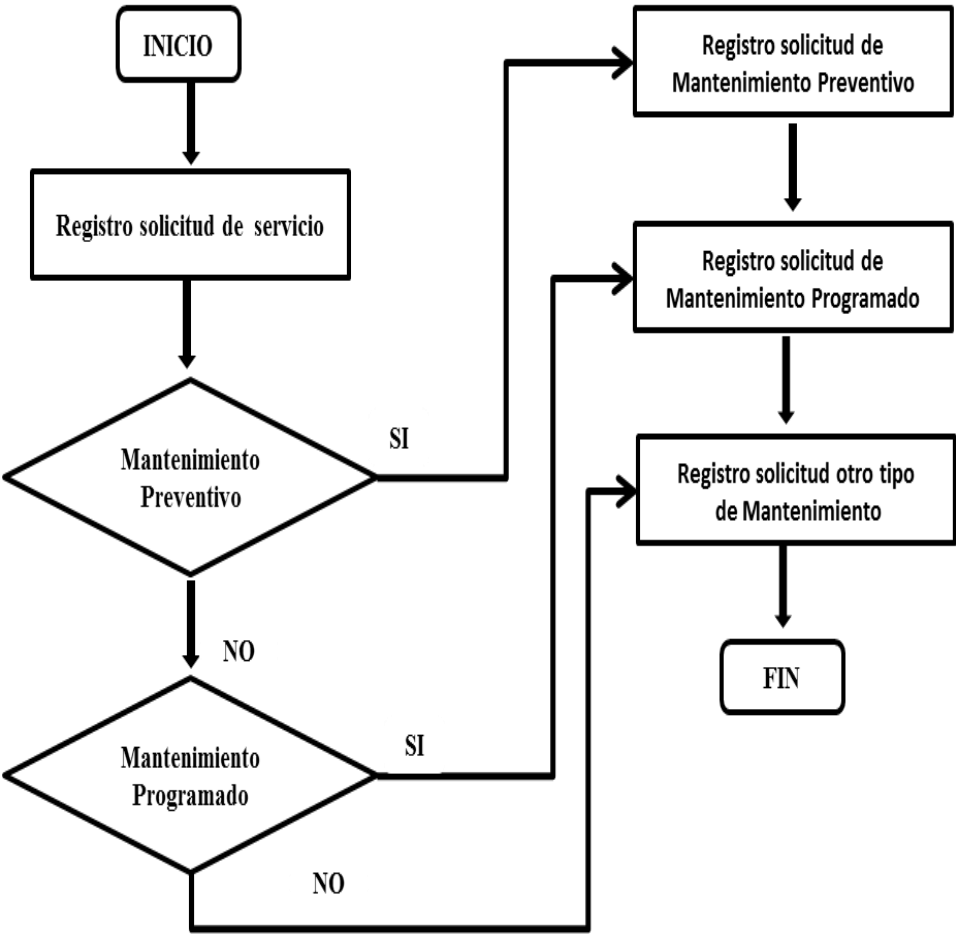 INICIO
Registro solicitud de servicio
Mantenimiento
Preventivo
SI
NO
Mantenimiento
Programado
SI
NO
Registro solicitud de
Mantenimiento Preventivo
Registro solicitud de
Mantenimiento Programado
Registro solicitud otro tipo
de Mantenimiento
FIN